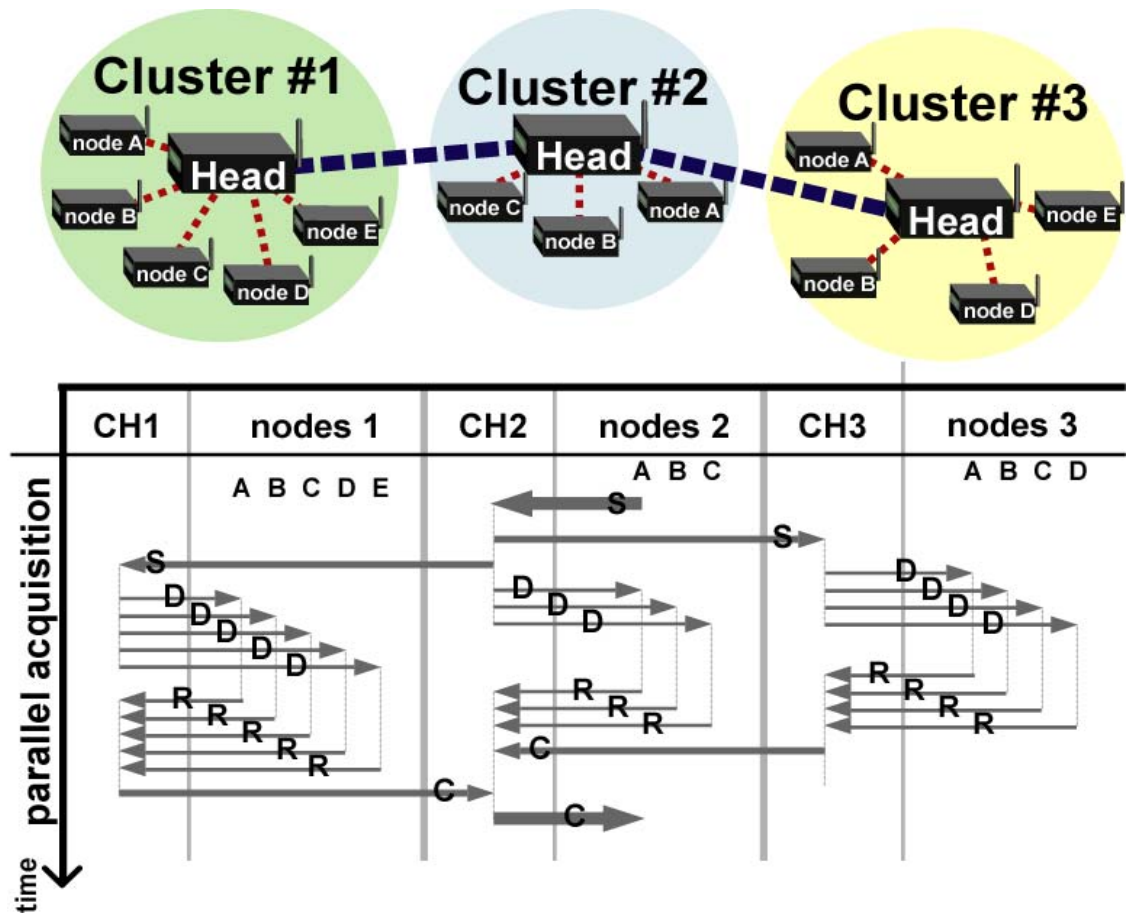 Cluster #1
Cluster #2
Cluster #3
node A
Head
node B
node C
node D
node E
Head
node C
node B
node A
node A
Head
node E
node B
node D
CH1
nodes 1
CH2
nodes 2
CH3
nodes 3
A B C D E
A B C
A B C D
parallel acquisition
time
S
S
S
D
D
D
D
D
D
D
D
D
D
D
D
R
R
R
R
R
R
R
R
R
R
R
R
C
C
C